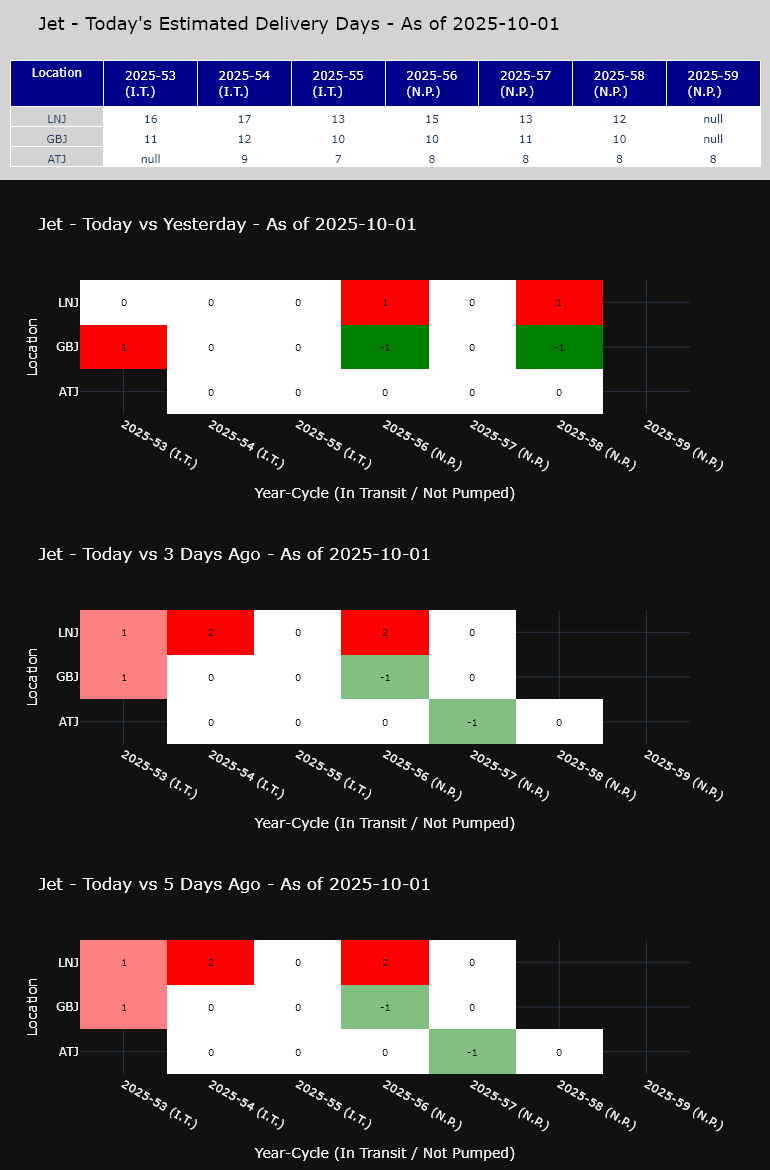 Jet - Today's Estimated Delivery Days - As of 2025-10-01
Location 2025-53 (I.T.) 2025-54 (I.T.) 2025-55 (I.T.) 2025-56 (N.P.) 2025-57 (N.P.) 2025-58 (N.P.) 2025-59 (N.P.)
LNJ 16 17 13 15 13 12 null
GBJ 11 12 10 10 11 10 null
ATJ null 9 7 8 8 8 8
Jet - Today vs Yesterday - As of 2025-10-01
Location
LNJ 0 0 0 1 0 1
GBJ 1 0 0 -1 0 -1
ATJ 0 0 0 0 0
2025-53 (I.T.) 2025-54 (I.T.) 2025-55 (I.T.) 2025-56 (N.P.) 2025-57 (N.P.) 2025-58 (N.P.) 2025-59 (N.P.)
Year-Cycle (In Transit / Not Pumped)
Jet - Today vs 3 Days Ago - As of 2025-10-01
Location
LNJ 1 2 0 2 0
GBJ 1 0 0 -1 0
ATJ 0 0 0 -1 0
2025-53 (I.T.) 2025-54 (I.T.) 2025-55 (I.T.) 2025-56 (N.P.) 2025-57 (N.P.) 2025-58 (N.P.) 2025-59 (N.P.)
Year-Cycle (In Transit / Not Pumped)
Jet - Today vs 5 Days Ago - As of 2025-10-01
Location
LNJ 1 2 0 2 0
GBJ 1 0 0 -1 0
ATJ 0 0 0 -1 0
2025-53 (I.T.) 2025-54 (I.T.) 2025-55 (I.T.) 2025-56 (N.P.) 2025-57 (N.P.) 2025-58 (N.P.) 2025-59 (N.P.)
Year-Cycle (In Transit / Not Pumped)